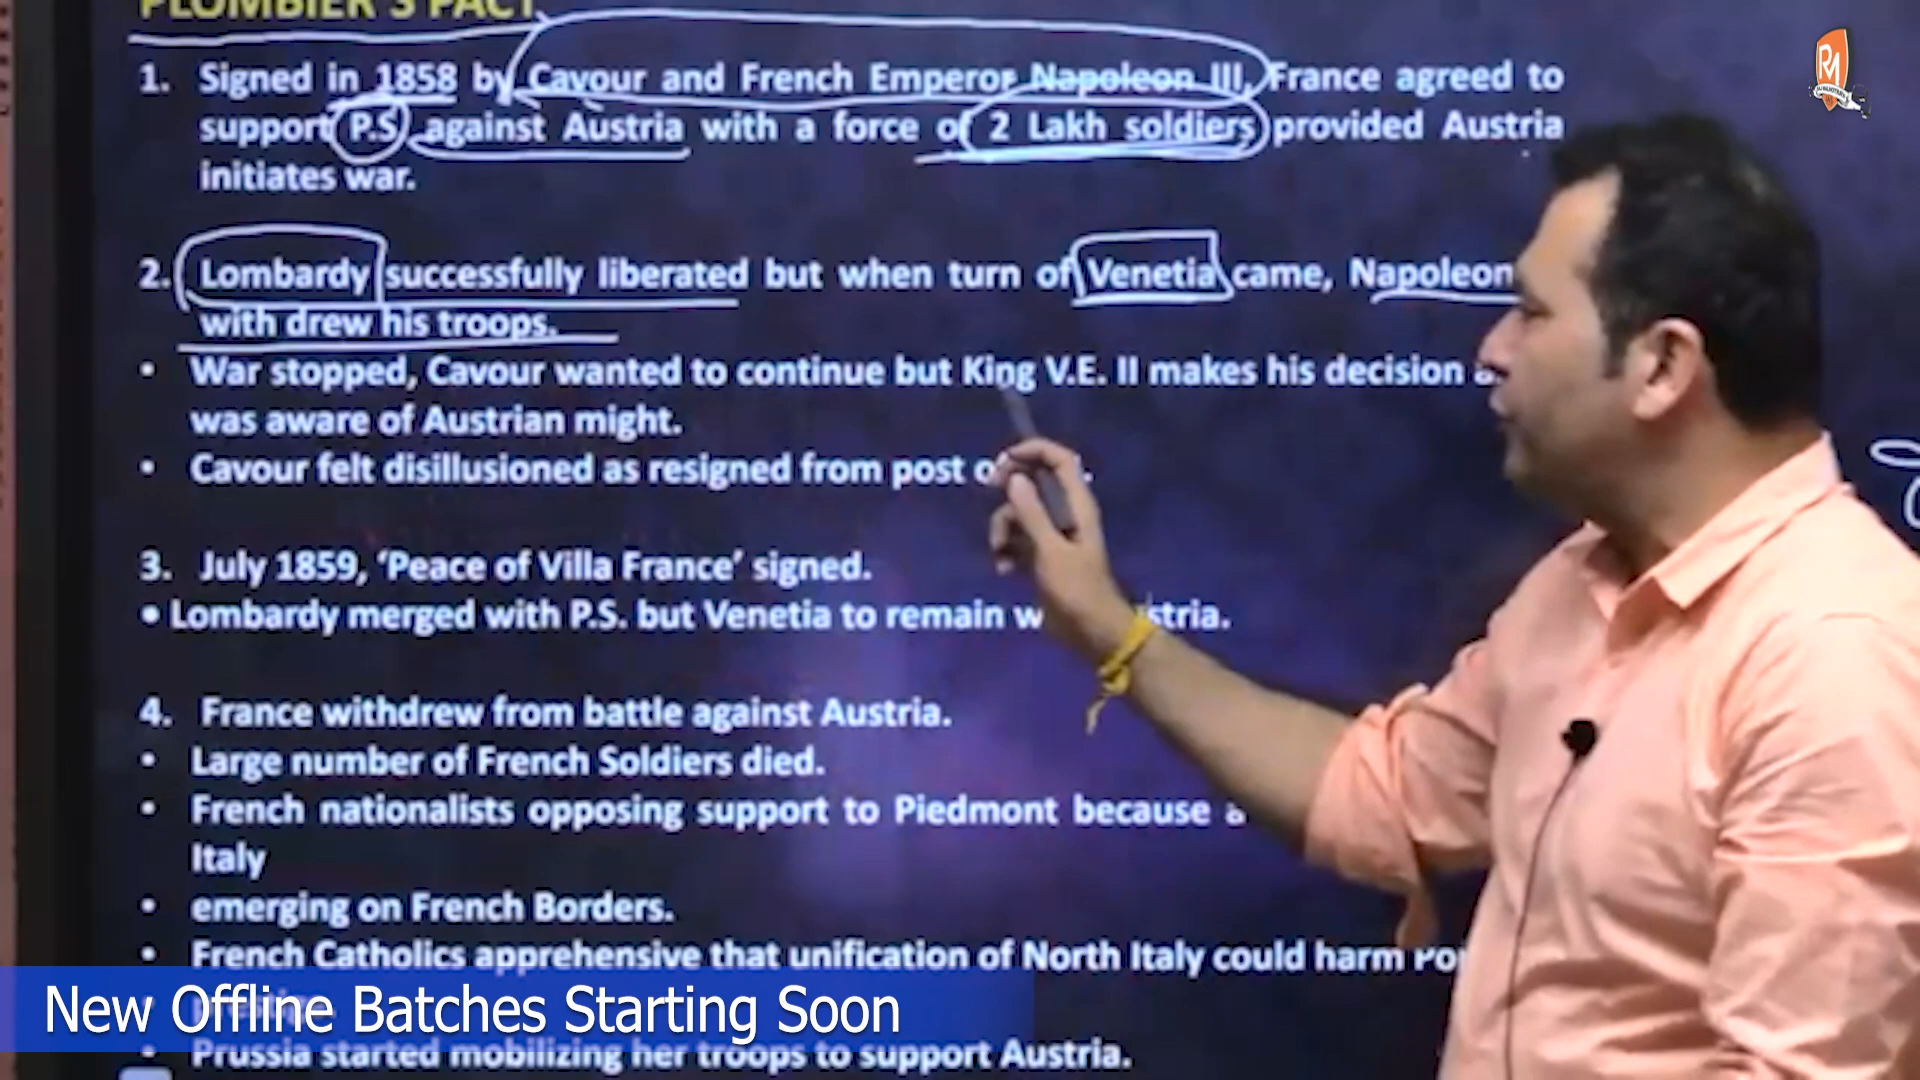 PLOMBIER'S PACT
1. Signed in 1858 by Cavour and French Emperor Napoleon III, France agreed to
support P.S against Austria with a force of 2 Lakh soldiers provided Austria
initiates war.
2. Lombardy successfully liberated but when turn of Venetia came, Napoleon
with drew his troops.
• War stopped, Cavour wanted to continue but King V.E. II makes his decision
was aware of Austrian might.
• Cavour felt disillusioned as resigned from post
3. July 1859, ‘Peace of Villa France’ signed.
• Lombardy merged with P.S. but Venetia to remain
4. France withdrew from battle against Austria.
• Large number of French Soldiers died.
• French nationalists opposing support to Piedmont because
Italy
• emerging on French Borders.
• French Catholics apprehensive that unification of North Italy could harm
New Offline Batches Starting Soon
• Prussia started mobilizing her troops to support Austria.